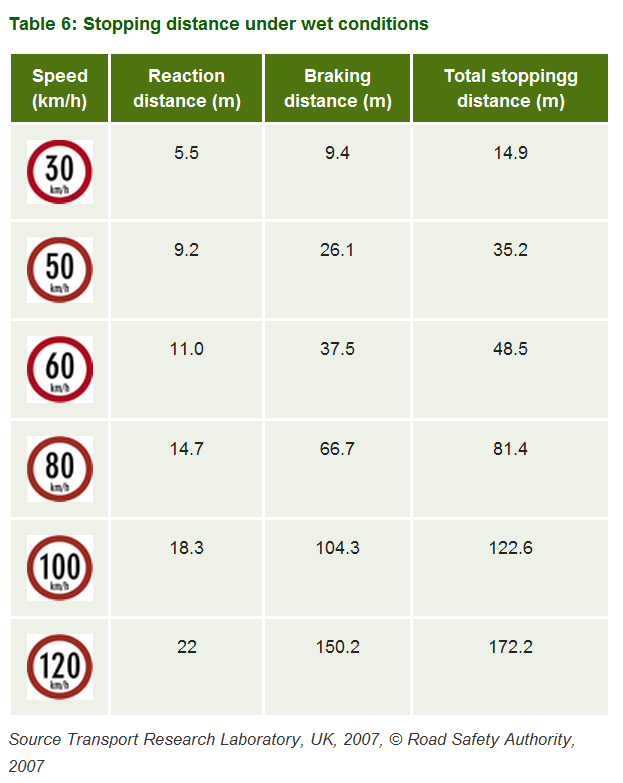 Table 6: Stopping distance under wet conditions
Speed (km/h) Reaction distance (m) Braking distance (m) Total stoppingg distance (m)
30 km/h 5.5 9.4 14.9
50 km/h 9.2 26.1 35.2
60 km/h 11.0 37.5 48.5
80 km/h 14.7 66.7 81.4
100 km/h 18.3 104.3 122.6
120 km/h 22 150.2 172.2
Source Transport Research Laboratory, UK, 2007, © Road Safety Authority,
2007